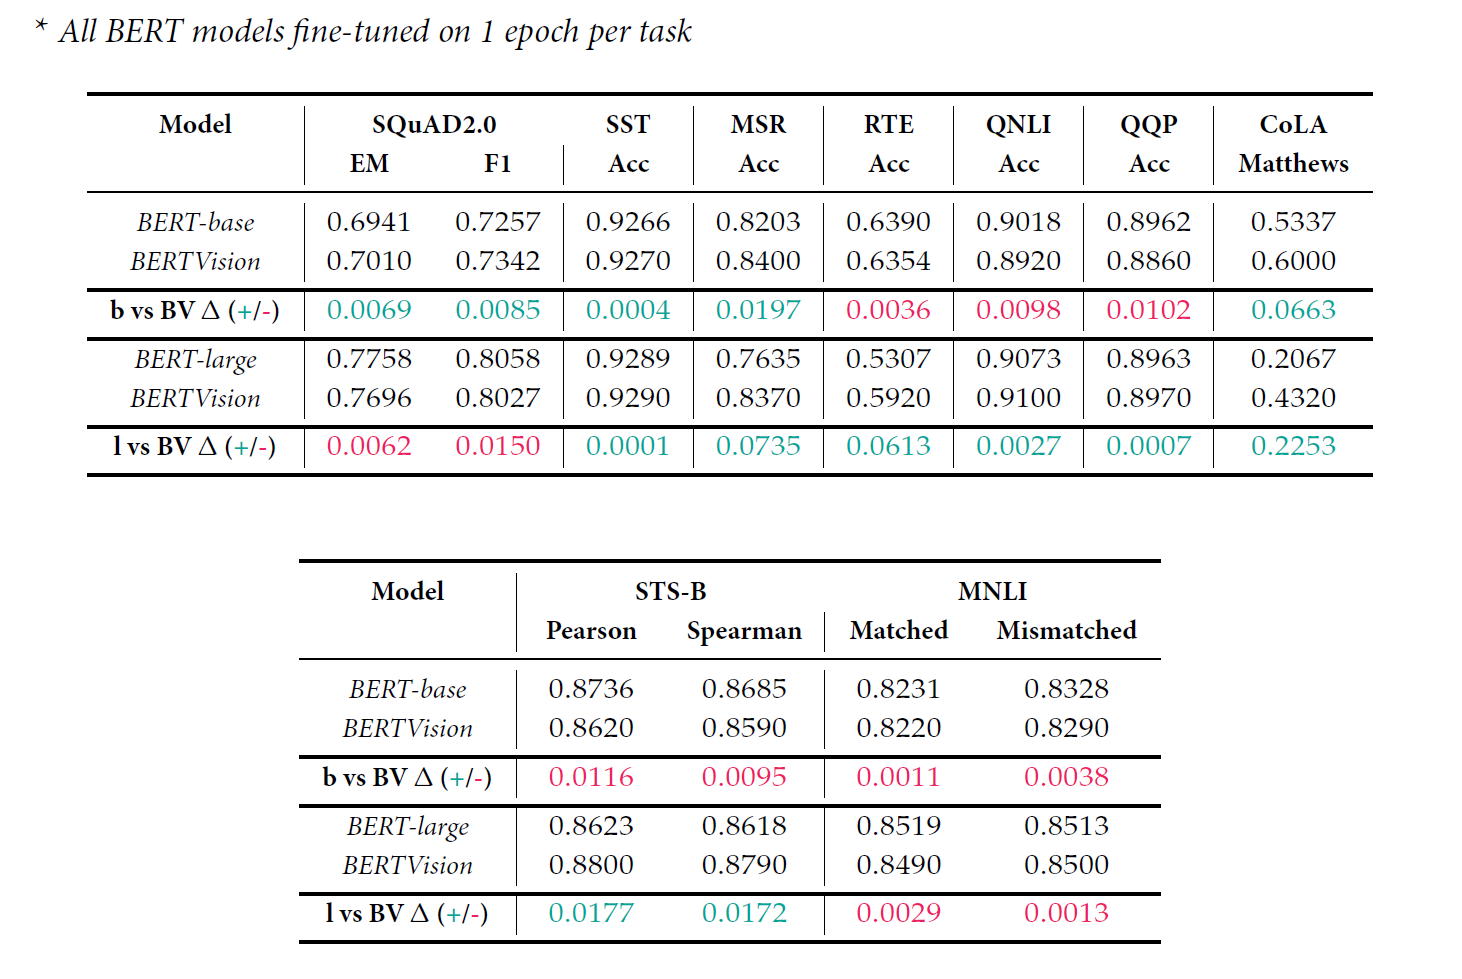 * All BERT models fine-tuned on 1 epoch per task
Model SQuAD2.0 SST MSR RTE QNLI QQP CoLA
EM F1 Acc Acc Acc Acc Acc Matthews
BERT-base 0.6941 0.7257 0.9266 0.8203 0.6390 0.9018 0.8962 0.5337
BERTVision 0.7010 0.7342 0.9270 0.8400 0.6354 0.8920 0.8860 0.6000
b vs BV Δ (+/-) 0.0069 0.0085 0.0004 0.0197 0.0036 0.0098 0.0102 0.0663
BERT-large 0.7758 0.8058 0.9289 0.7635 0.5307 0.9073 0.8963 0.2067
BERTVision 0.7696 0.8027 0.9290 0.8370 0.5920 0.9100 0.8970 0.4320
l vs BV Δ (+/-) 0.0062 0.0150 0.0001 0.0735 0.0613 0.0027 0.0007 0.2253
Model STS-B MNLI
Pearson Spearman Matched Mismatched
BERT-base 0.8736 0.8685 0.8231 0.8328
BERTVision 0.8620 0.8590 0.8220 0.8290
b vs BV Δ (+/-) 0.0116 0.0095 0.0011 0.0038
BERT-large 0.8623 0.8618 0.8519 0.8513
BERTVision 0.8800 0.8790 0.8490 0.8500
l vs BV Δ (+/-) 0.0177 0.0172 0.0029 0.0013